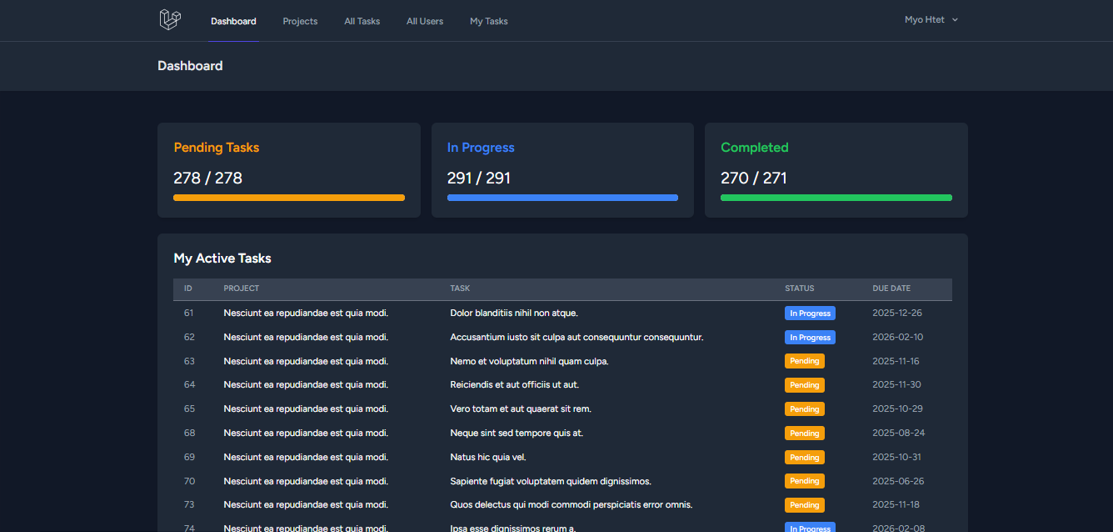 Dashboard Projects All Tasks All Users My Tasks Myo Htet
Dashboard
Pending Tasks In Progress Completed
278 / 278 291 / 291 270 / 271
My Active Tasks
ID PROJECT TASK STATUS DUE DATE
61 Nesciunt ea repudiandae est quia modi. Dolor blanditiis nihil non atque. In Progress 2025-12-26
62 Nesciunt ea repudiandae est quia modi. Accusantium iusto sit culpa aut consequuntur consequuntur. In Progress 2026-02-10
63 Nesciunt ea repudiandae est quia modi. Nemo et voluptatum nihil quam culpa. Pending 2025-11-16
64 Nesciunt ea repudiandae est quia modi. Reiciendis et aut officiis ut aut. Pending 2025-11-30
65 Nesciunt ea repudiandae est quia modi. Vero totam et aut quaerat sit rem. Pending 2025-10-29
68 Nesciunt ea repudiandae est quia modi. Neque sint sed tempore quis at. Pending 2025-08-24
69 Nesciunt ea repudiandae est quia modi. Natus hic quia vel. Pending 2025-10-31
70 Nesciunt ea repudiandae est quia modi. Sapiente fugiat voluptatem quidem dignissimos. Pending 2025-06-26
73 Nesciunt ea repudiandae est quia modi. Quos delectus qui modi commodi perspiciatis error omnis. Pending 2025-11-18
74 Nesciunt ea repudiandae est quia modi. Ipsa esse dignissimos rerum a. In Progress 2026-02-08